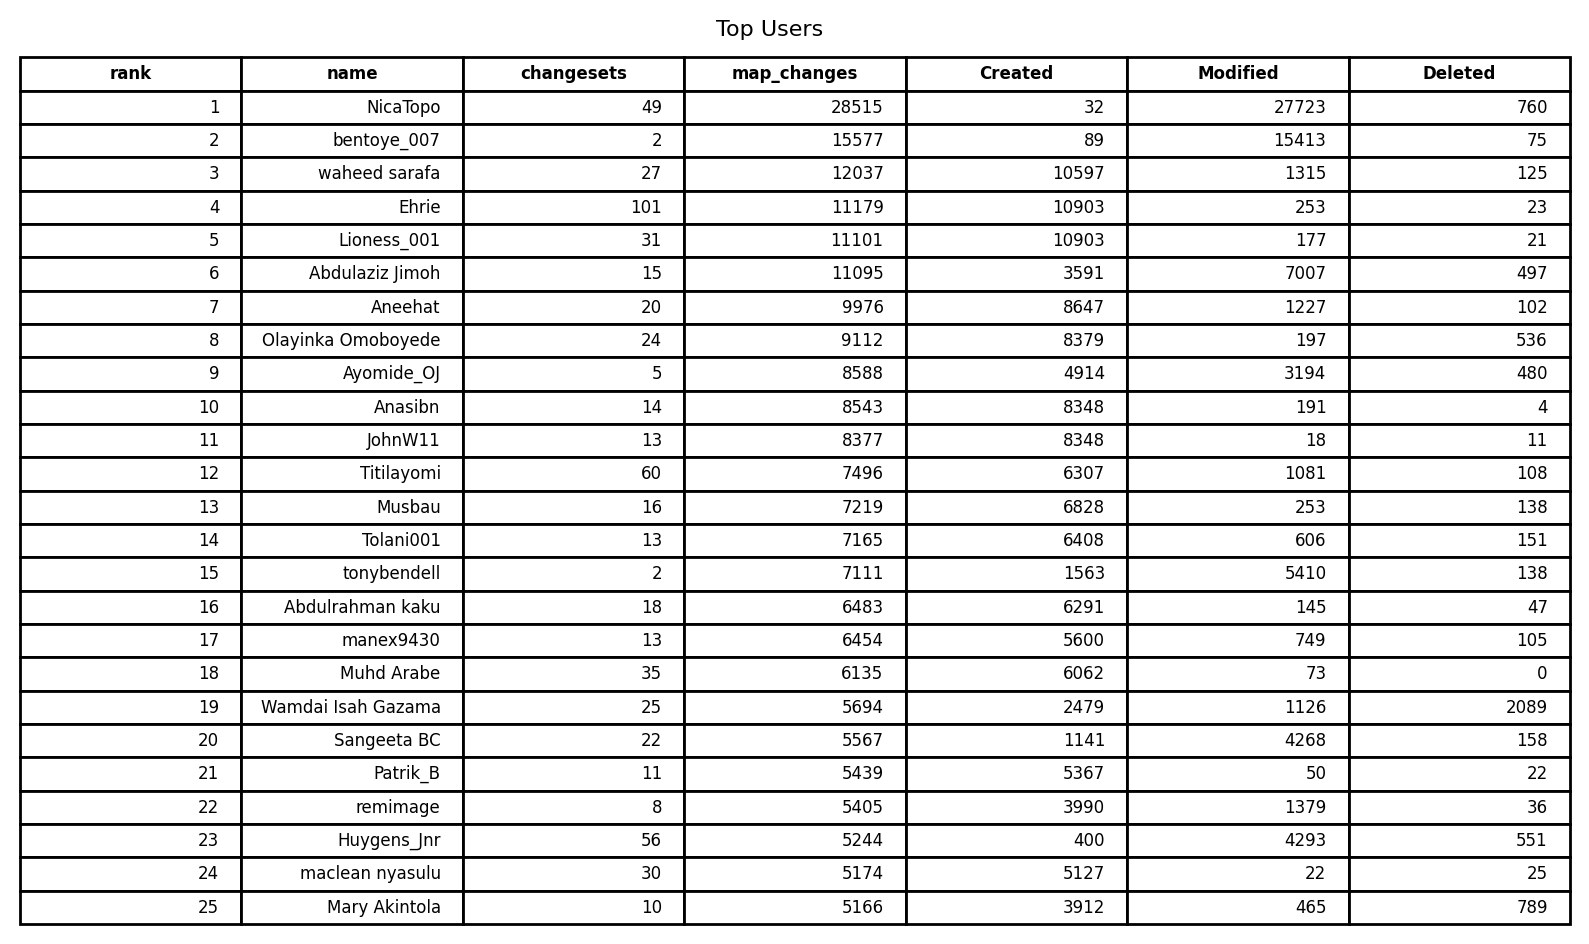 Top Users
rank name changesets map_changes Created Modified Deleted
1 NicaTopo 49 28515 32 27723 760
2 bentoye_007 2 15577 89 15413 75
3 waheed sarafa 27 12037 10597 1315 125
4 Ehrie 101 11179 10903 253 23
5 Lioness_001 31 11101 10903 177 21
6 Abdulaziz Jimoh 15 11095 3591 7007 497
7 Aneehat 20 9976 8647 1227 102
8 Olayinka Omoboyede 24 9112 8379 197 536
9 Ayomide_OJ 5 8588 4914 3194 480
10 Anasibn 14 8543 8348 191 4
11 JohnW11 13 8377 8348 18 11
12 Titilayomi 60 7496 6307 1081 108
13 Musbau 16 7219 6828 253 138
14 Tolani001 13 7165 6408 606 151
15 tonybendell 2 7111 1563 5410 138
16 Abdulrahman kaku 18 6483 6291 145 47
17 manex9430 13 6454 5600 749 105
18 Muhd Arabe 35 6135 6062 73 0
19 Wamdai Isah Gazama 25 5694 2479 1126 2089
20 Sangeeta BC 22 5567 1141 4268 158
21 Patrik_B 11 5439 5367 50 22
22 remimage 8 5405 3990 1379 36
23 Huygens_Jnr 56 5244 400 4293 551
24 maclean nyasulu 30 5174 5127 22 25
25 Mary Akintola 10 5166 3912 465 789